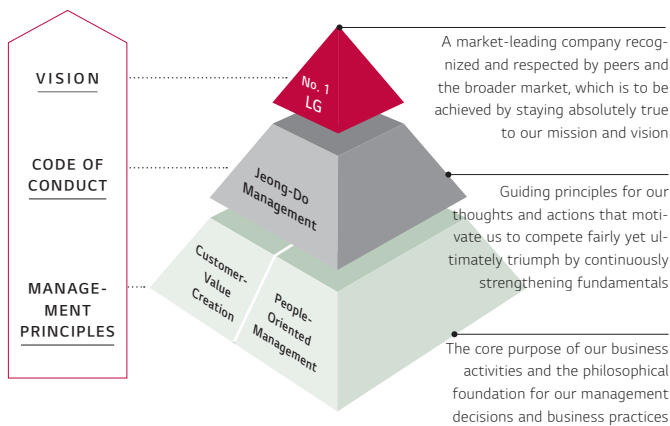 VISION
CODE OF
CONDUCT
MANAGE-
MENT
PRINCIPLES
No. 1
LG
Jeong-Do
Management
Customer-
Value
Creation
People-
Oriented
Management
A market-leading company recog-
nized and respected by peers and
the broader market, which is to be
achieved by staying absolutely true
to our mission and vision
Guiding principles for our
thoughts and actions that moti-
vate us to compete fairly yet ul-
timately triumph by continuously
strengthening fundamentals
The core purpose of our business
activities and the philosophical
foundation for our management
decisions and business practices